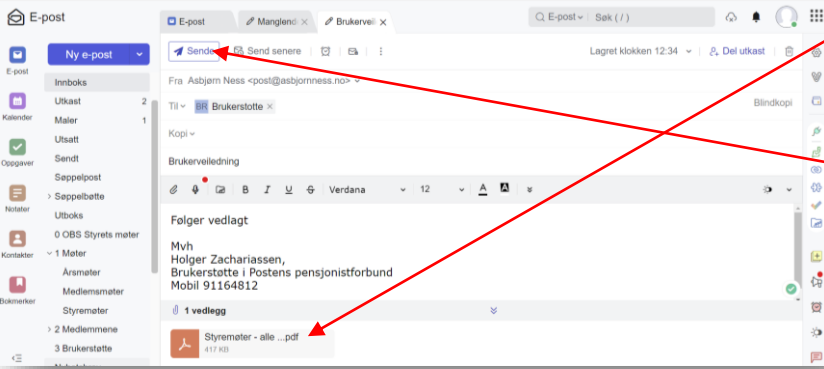 E-post
E-post
Manglend
Brukervei
E-post
Søk ( / )
Ny e-post
Sende
Send senere
Lagret klokken 12:34
Del utkast
E-post
Kalender
Oppgaver
Notater
Kontakter
Bokmerker
Innboks
Utkast 2
Maler 1
Utsatt
Sendt
Søppelpost
Søppelbøtte
Utboks
0 OBS Styrets møter
1 Møter
Årsmøter
Medlemsmøter
Styremøter
2 Medlemmene
3 Brukerstøtte
Fra Asbjørn Ness <post@asbjornness.no>
Til BR Brukerstotte
Blindkopi
Kopi
Brukerveiledning
B I U S Verdana 12 A A
Følger vedlagt
Mvh
Holger Zachariassen,
Brukerstøtte i Postens pensjonistforbund
Mobil 91164812
1 vedlegg
Styremøter - alle ...pdf
417 KB